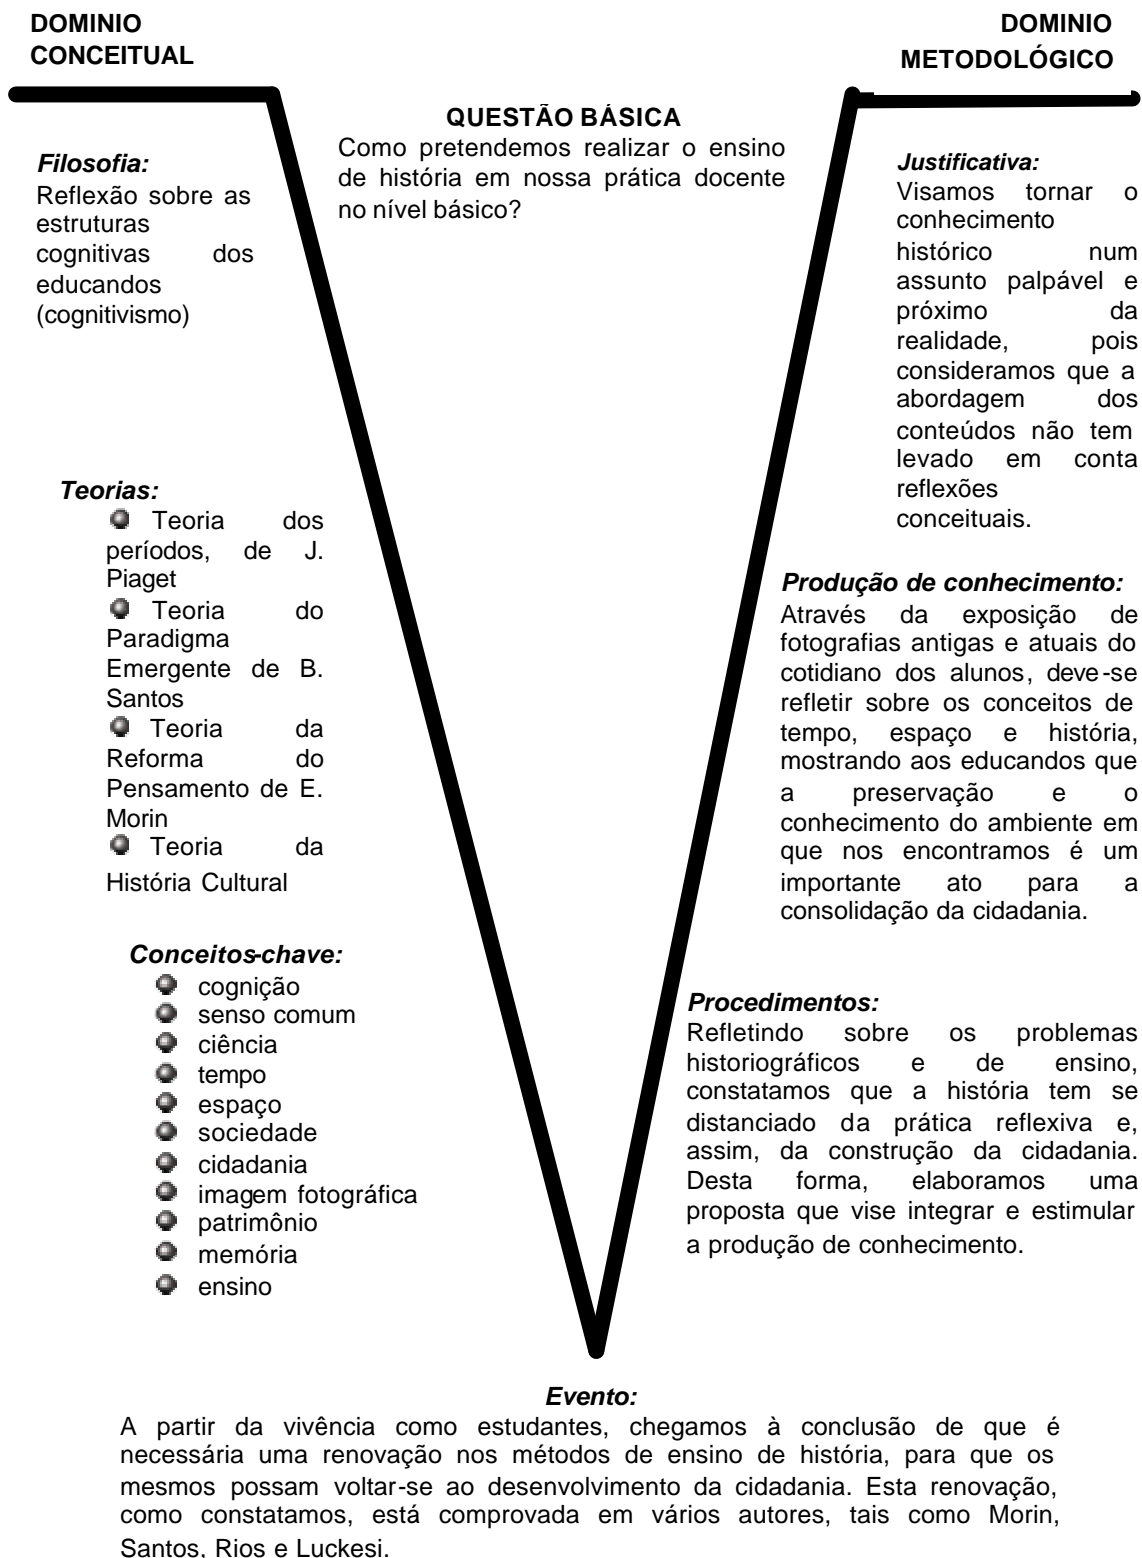 DOMINIO
CONCEITUAL
DOMINIO
METODOLÓGICO
QUESTÃO BÁSICA
Como pretendemos realizar o ensino
de história em nossa prática docente
no nível básico?
Filosofia:
Reflexão sobre as
estruturas
cognitivas dos
educandos
(cognitivismo)
Teorias:
Teoria dos
períodos, de J.
Piaget
Teoria do
Paradigma
Emergente de B.
Santos
Teoria da
Reforma do
Pensamento de E.
Morin
Teoria da
História Cultural
Conceitos-chave:
cognição
senso comum
ciência
tempo
espaço
sociedade
cidadania
imagem fotográfica
patrimônio
memória
ensino
Justificativa:
Visamos tornar o
conhecimento
histórico num
assunto palpável e
próximo da
realidade, pois
consideramos que a
abordagem dos
conteúdos não tem
levado em conta
reflexões
conceituais.
Produção de conhecimento:
Através da exposição de
fotografias antigas e atuais do
cotidiano dos alunos, deve-se
refletir sobre os conceitos de
tempo, espaço e história,
mostrando aos educandos que
a preservação e o
conhecimento do ambiente em
que nos encontramos é um
importante ato para a
consolidação da cidadania.
Procedimentos:
Refletindo sobre os problemas
historiográficos e de ensino,
constatamos que a história tem se
distanciado da prática reflexiva e,
assim, da construção da cidadania.
Desta forma, elaboramos uma
proposta que vise integrar e estimular
a produção de conhecimento.
Evento:
A partir da vivência como estudantes, chegamos à conclusão de que é
necessária uma renovação nos métodos de ensino de história, para que os
mesmos possam voltar-se ao desenvolvimento da cidadania. Esta renovação,
como constatamos, está comprovada em vários autores, tais como Morin,
Santos, Rios e Luckesi.